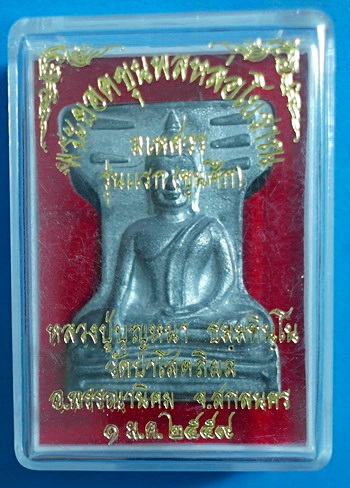 พระยอดขุนพลหล่อโบราณ
มเหศวร
รุ่นแรก(ขุนศึก)
หลวงปู่บุญหนา ธมฺมทินฺโน
วัดป่าโสตถิผล
อ.พรรณานิคม จ.สกลนคร
๑ ม.ค.๒๕๕๙